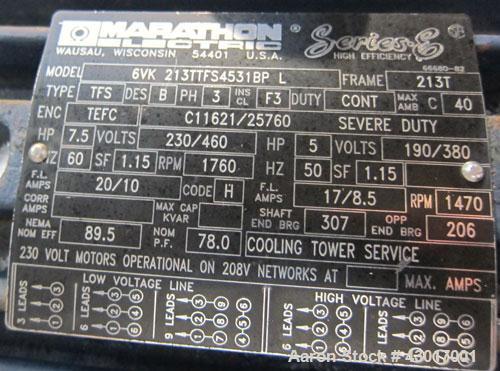 MARATHON
ELECTRIC
WAUSAU, WISCONSIN 54401 U.S.A.
Series-E
HIGH EFFICIENCY
66680-82
MODEL 6VK 213TTFS4531BP L FRAME 213T
TYPE TFS DES B PH 3 INS CL F3 DUTY CONT MAX AMB C 40
ENC TEFC C11621/25760 SEVERE DUTY
HP 7.5 VOLTS 230/460 HP 5 VOLTS 190/380
HZ 60 SF 1.15 RPM 1760 HZ 50 SF 1.15
F.L. AMPS 20/10 CODE H F.L. AMPS 17/8.5 RPM 1470
CORR AMPS MAX CAP KVAR SHAFT END BRG 307 OPP END BRG 206
NEMA NOM EFF 89.5 NOM P.F. 78.0 COOLING TOWER SERVICE
230 VOLT MOTORS OPERATIONAL ON 208V NETWORKS AT MAX. AMPS
LOW VOLTAGE LINE HIGH VOLTAGE LINE
3 LEADS 6 LEADS 9 LEADS 6 LEADS 9 LEADS
Aaron Stock # 43017001